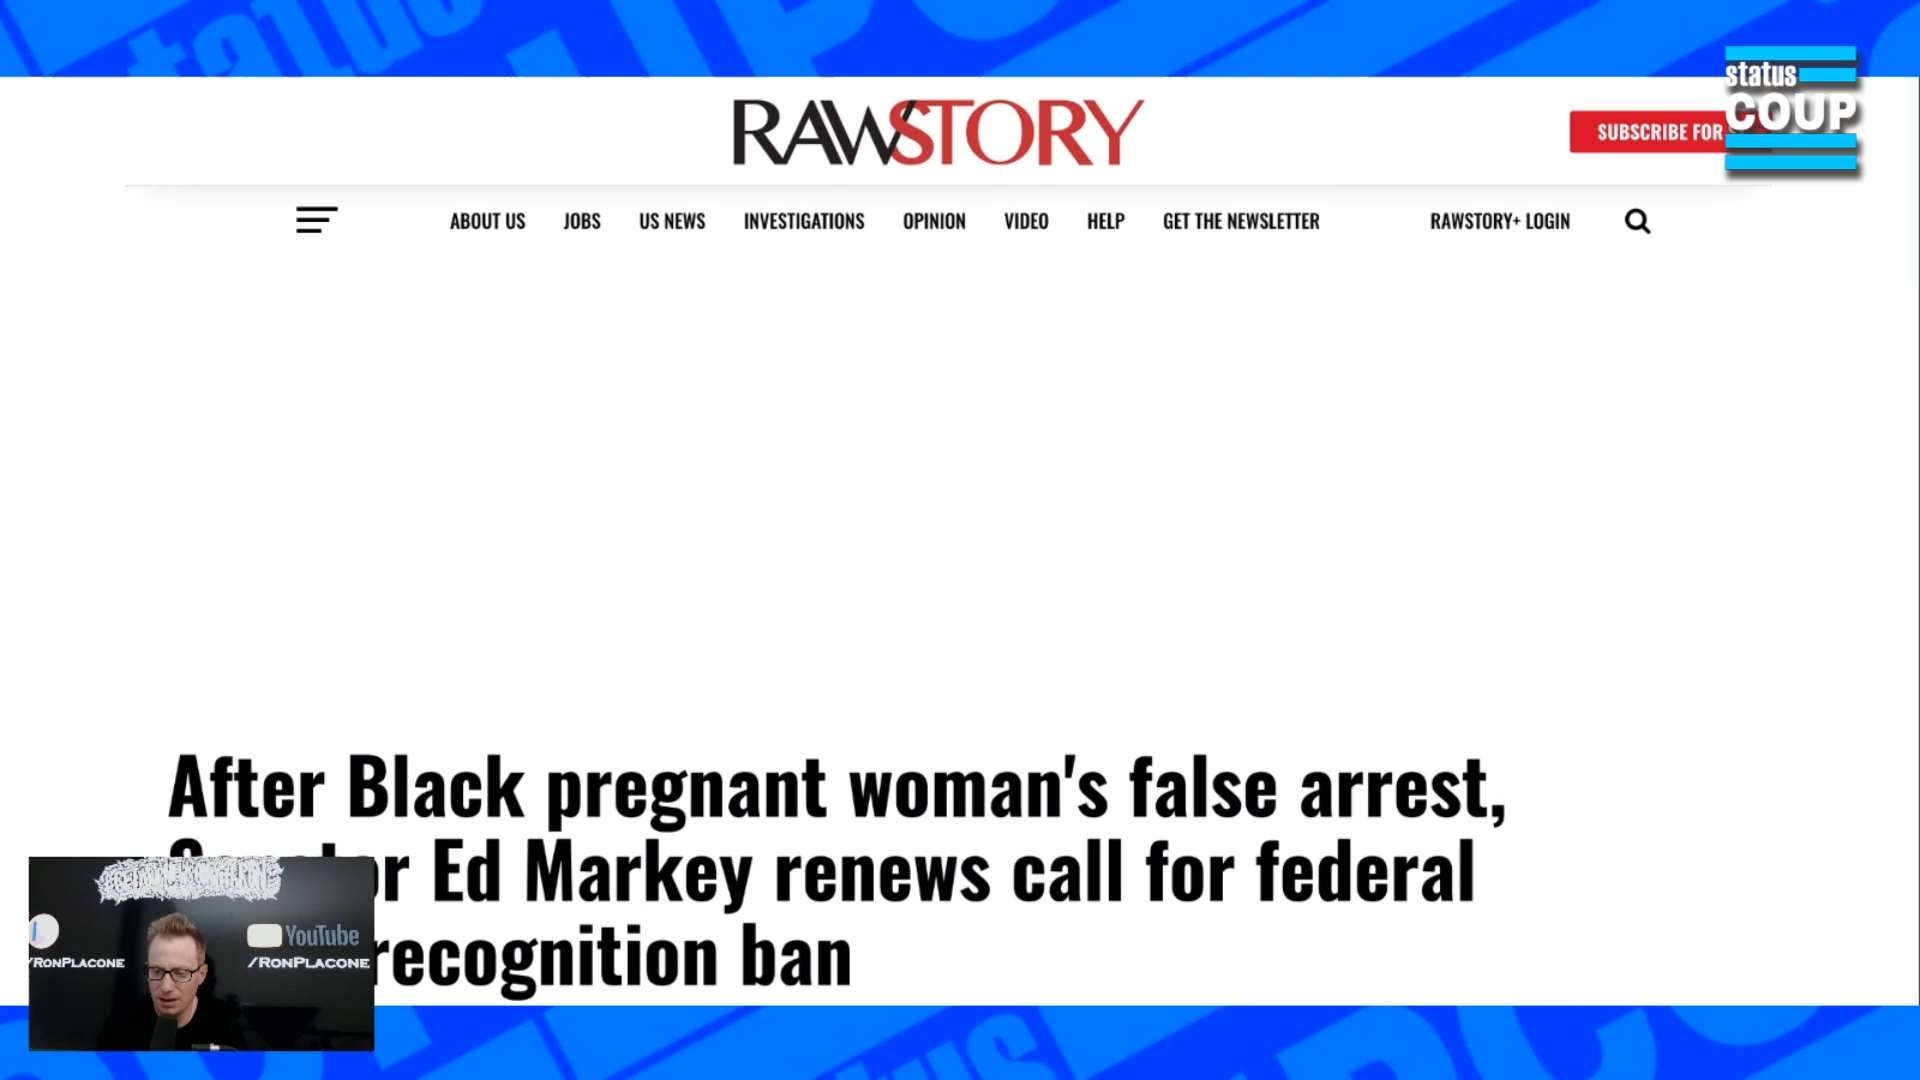 status
COUP
RAWSTORY
SUBSCRIBE FOR
ABOUT US JOBS US NEWS INVESTIGATIONS OPINION VIDEO HELP GET THE NEWSLETTER RAWSTORY+ LOGIN
After Black pregnant woman's false arrest,
Ed Markey renews call for federal
recognition ban
YouTube
/RONPLACONE
/RONPLACONE